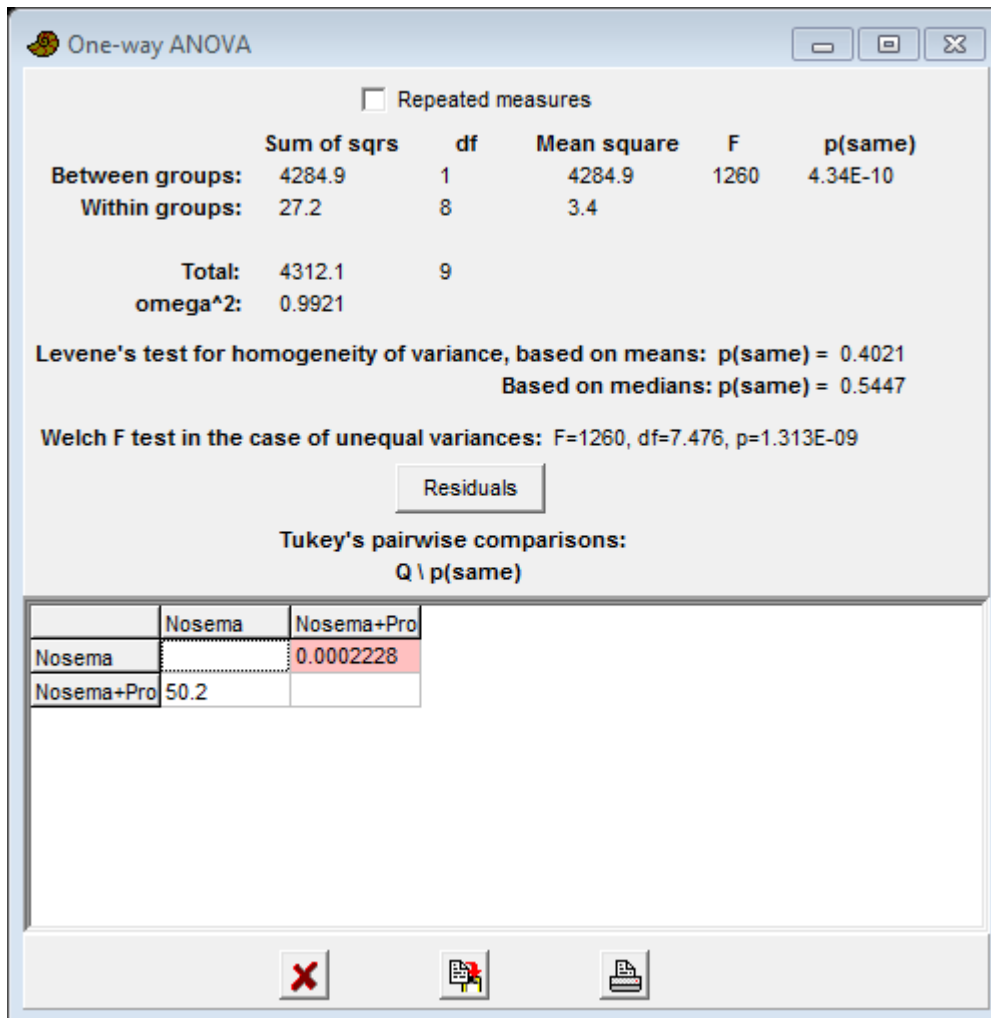 One-way ANOVA
Repeated measures
Sum of sqrs df Mean square F p(same)
Between groups: 4284.9 1 4284.9 1260 4.34E-10
Within groups: 27.2 8 3.4
Total: 4312.1 9
omega^2: 0.9921
Levene's test for homogeneity of variance, based on means: p(same) = 0.4021
Based on medians: p(same) = 0.5447
Welch F test in the case of unequal variances: F=1260, df=7.476, p=1.313E-09
Residuals
Tukey's pairwise comparisons:
Q \ p(same)
Nosema Nosema+Pro
Nosema 0.0002228
Nosema+Pro 50.2